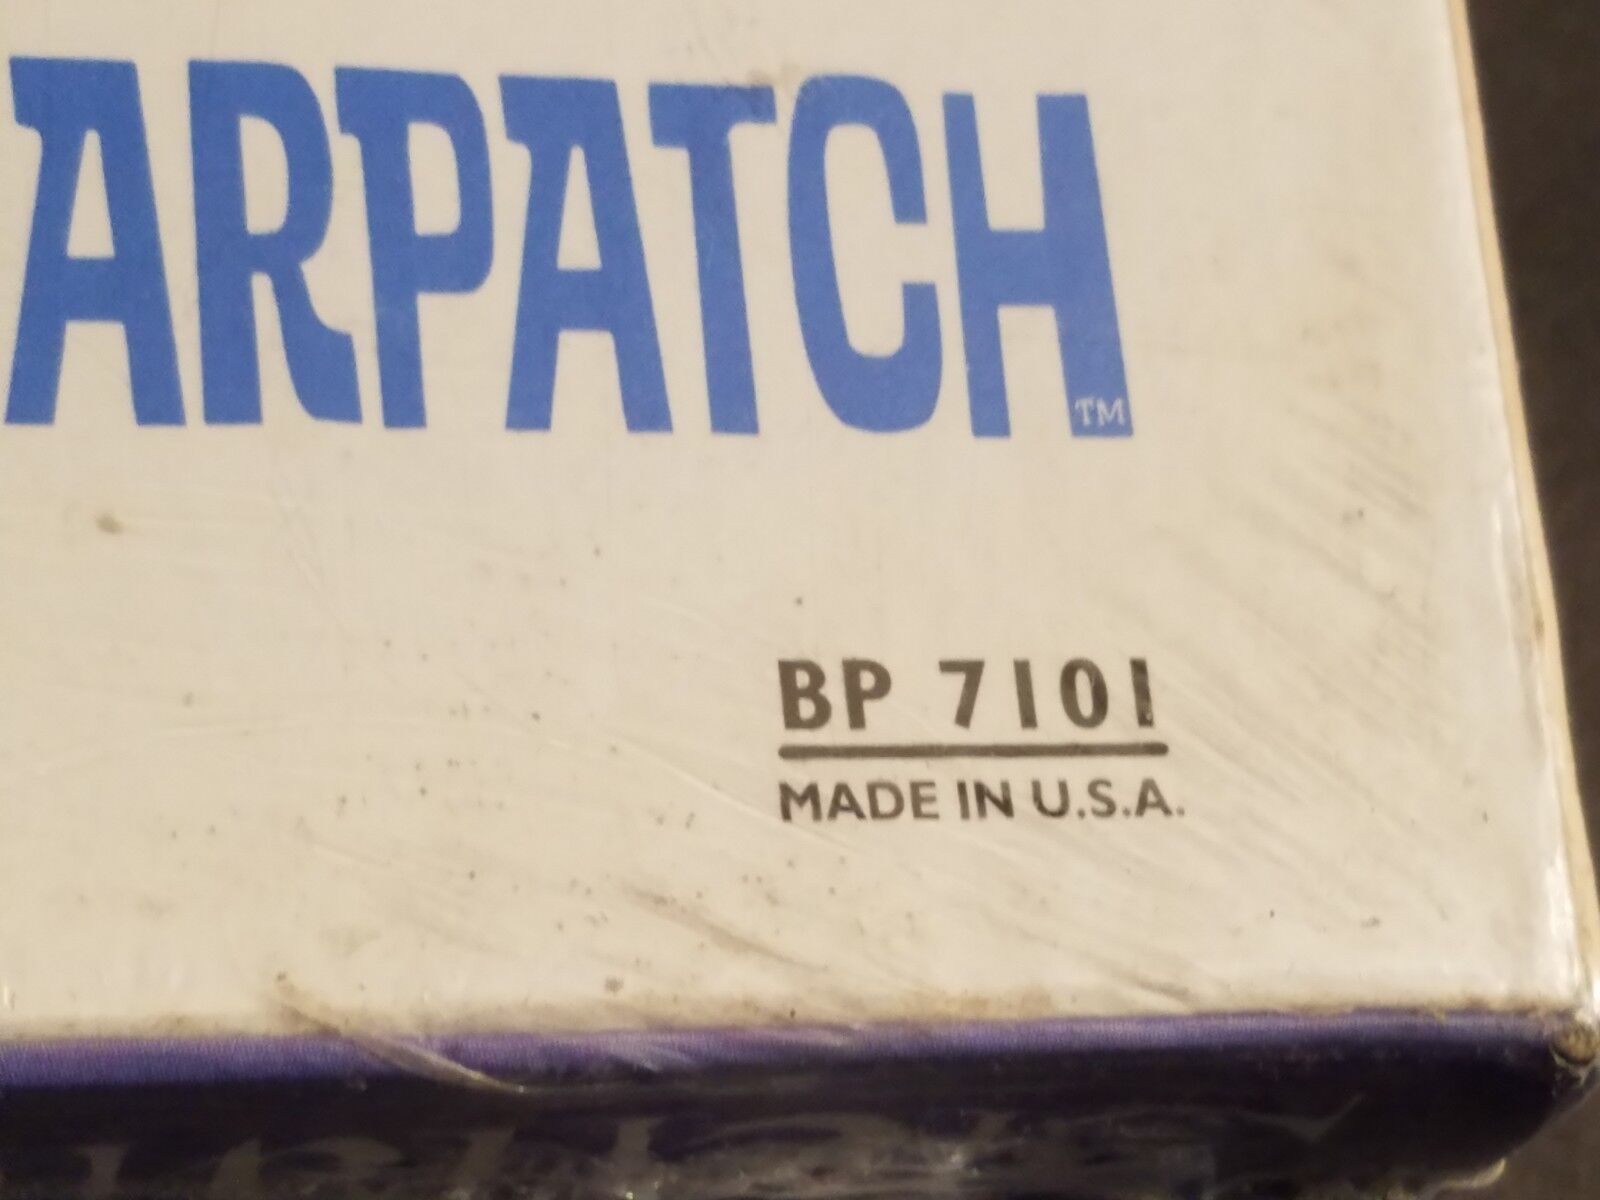 ARPATCH
TM
BP 7101
MADE IN U.S.A.